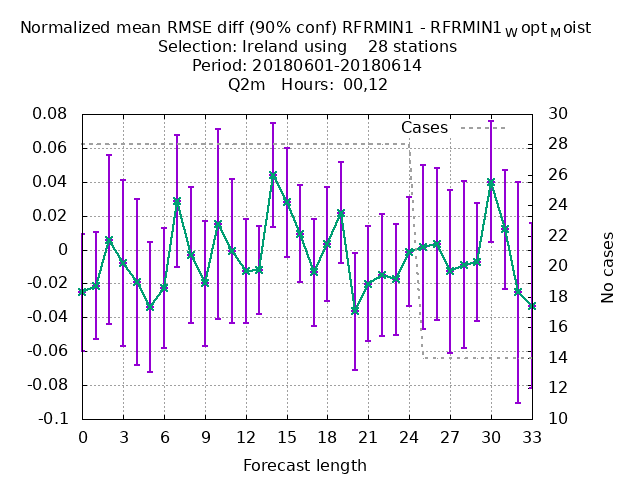 Normalized mean RMSE diff (90% conf) RFRMIN1 - RFRMIN1WoptMoist
Selection: Ireland using 28 stations
Period: 20180601-20180614
Q2m Hours: 00,12
0.08 30
Cases
0.06 28
26
0.04
24
0.02
22
0
20
-0.02
18
-0.04
16
-0.06
14
-0.08
12
-0.1 10
No cases
0 3 6 9 12 15 18 21 24 27 30 33
Forecast length